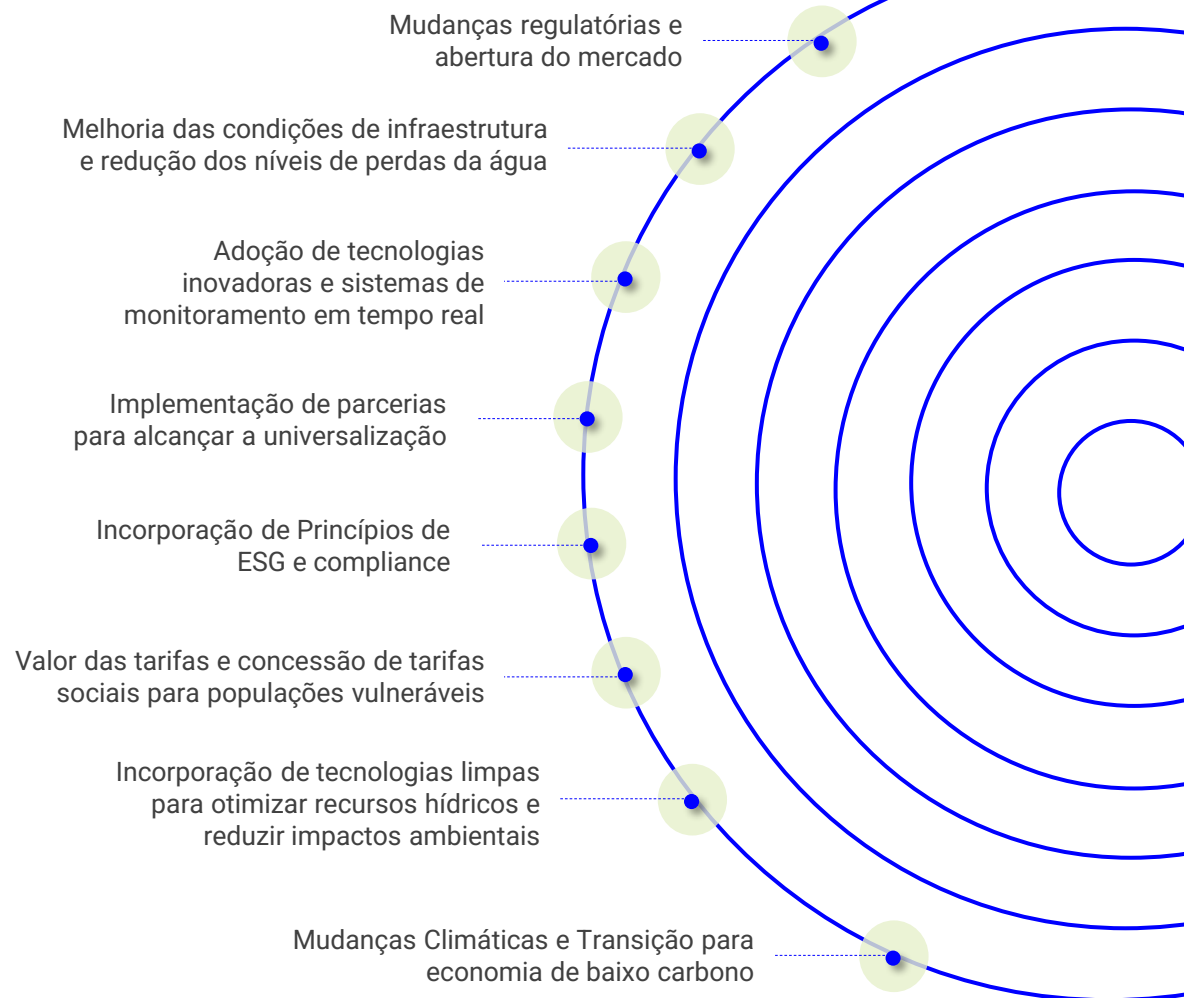 Mudanças regulatórias e
abertura do mercado
Melhoria das condições de infraestrutura
e redução dos níveis de perdas da água
Adoção de tecnologias
inovadoras e sistemas de
monitoramento em tempo real
Implementação de parcerias
para alcançar a universalização
Incorporação de Princípios de
ESG e compliance
Valor das tarifas e concessão de tarifas
sociais para populações vulneráveis
Incorporação de tecnologias limpas
para otimizar recursos hídricos e
reduzir impactos ambientais
Mudanças Climáticas e Transição para
economia de baixo carbono